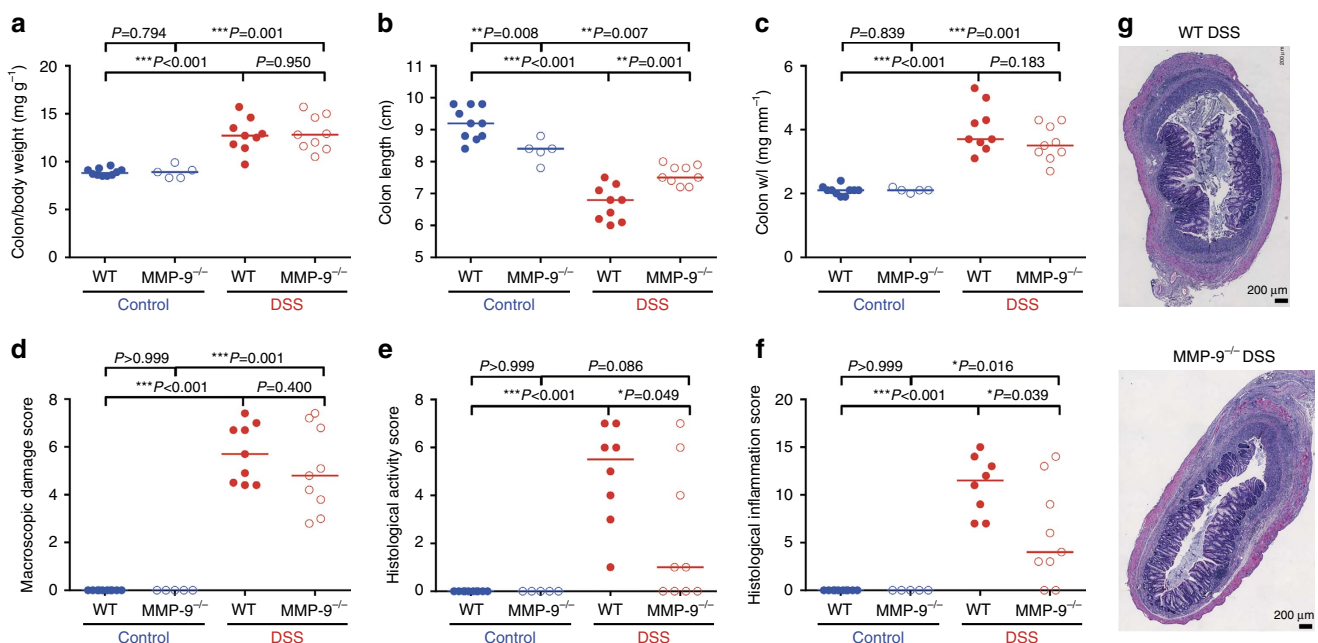 a
P=0.794
***P=0.001
***P<0.001
P=0.950
Colon/body weight (mg g⁻¹)
20
15
10
5
0
WT
MMP-9⁻/⁻
WT
MMP-9⁻/⁻
Control
DSS
b
**P=0.008
**P=0.007
***P<0.001
**P=0.001
Colon length (cm)
11
10
9
8
7
6
5
WT
MMP-9⁻/⁻
WT
MMP-9⁻/⁻
Control
DSS
c
P=0.839
***P=0.001
***P<0.001
P=0.183
Colon w/l (mg mm⁻¹)
6
4
2
0
WT
MMP-9⁻/⁻
WT
MMP-9⁻/⁻
Control
DSS
g
WT DSS
200 µm
200 µm
d
P>0.999
***P=0.001
***P<0.001
P=0.400
Macroscopic damage score
8
6
4
2
0
WT
MMP-9⁻/⁻
WT
MMP-9⁻/⁻
Control
DSS
e
P>0.999
P=0.086
***P<0.001
*P=0.049
Histological activity score
8
6
4
2
0
WT
MMP-9⁻/⁻
WT
MMP-9⁻/⁻
Control
DSS
f
P>0.999
*P=0.016
***P<0.001
*P=0.039
Histological inflammation score
20
15
10
5
0
WT
MMP-9⁻/⁻
WT
MMP-9⁻/⁻
Control
DSS
MMP-9⁻/⁻ DSS
200 µm